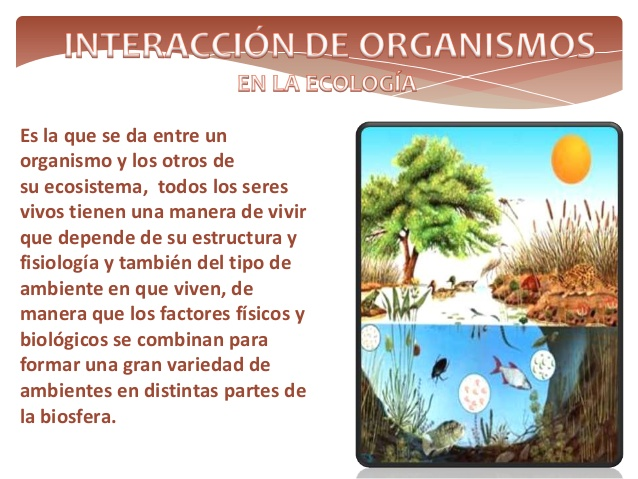 INTERACCIÓN DE ORGANISMOS
EN LA ECOLOGÍA
Es la que se da entre un
organismo y los otros de
su ecosistema, todos los seres
vivos tienen una manera de vivir
que depende de su estructura y
fisiología y también del tipo de
ambiente en que viven, de
manera que los factores físicos y
biológicos se combinan para
formar una gran variedad de
ambientes en distintas partes de
la biosfera.